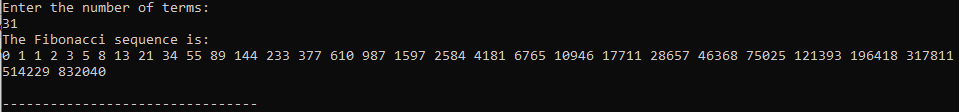 Enter the number of terms:
31
The Fibonacci sequence is:
0 1 1 2 3 5 8 13 21 34 55 89 144 233 377 610 987 1597 2584 4181 6765 10946 17711 28657 46368 75025 121393 196418 317811
514229 832040
--------------------------------